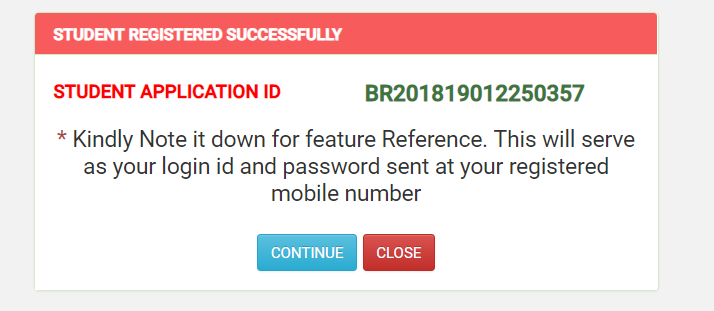 STUDENT REGISTERED SUCCESSFULLY
STUDENT APPLICATION ID BR201819012250357
* Kindly Note it down for feature Reference. This will serve
as your login id and password sent at your registered
mobile number
CONTINUE CLOSE